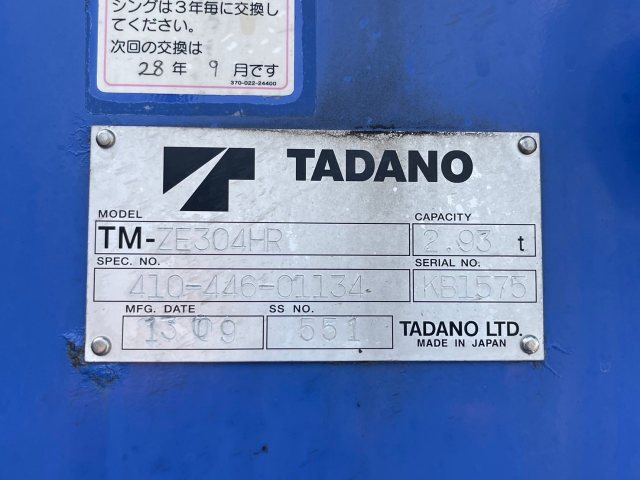 シングは３年毎に交換し
てください。
次回の交換は
28年 9月です
370-022-24400
TADANO
MODEL CAPACITY
TM-ZE304HR 2.93 t
SPEC. NO. SERIAL NO.
410-446-01134 KB1575
MFG. DATE SS NO.
13 09 551 TADANO LTD.
MADE IN JAPAN